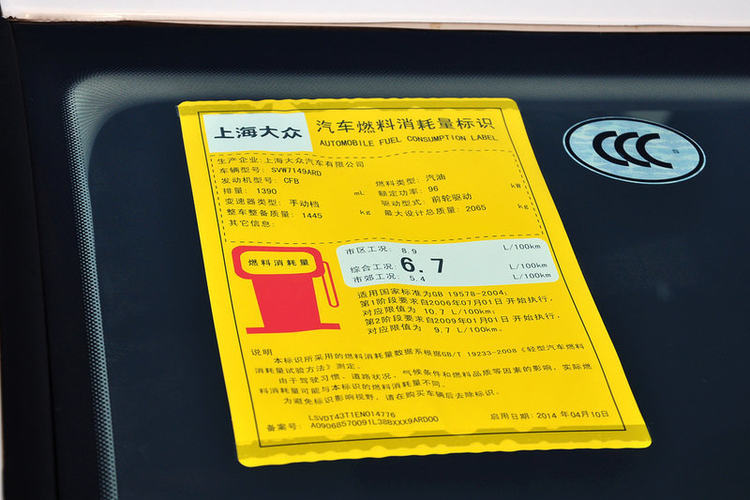 上海大众
汽车燃料消耗量标识
AUTOMOBILE FUEL CONSUMPTION LABEL
生产企业:上海大众汽车有限公司
车辆型号: SVW7149ARD
发动机型号: CFB 燃料类型: 汽油
排量: 1390 mL 额定功率: 96 kW
变速器类型: 手动档 驱动型式: 前轮驱动
整车整备质量: 1445 kg 最大设计总质量: 2065 kg
其它信息:
燃料消耗量
市区工况: 8.9 L/100km
综合工况: 6.7 L/100km
市郊工况: 5.4 L/100km
适用国家标准为GB 19578-2004;
第1阶段要求自2006年07月01日 开始执行,
对应限值为 10.7 L/100km;
第2阶段要求自2009年01月01日 开始执行,
对应限值为 9.7 L/100km;
说明
本标识所采用的燃料消耗量数据系根据GB/T 19233-2008《轻型汽车燃
料消耗量试验方法》测定。
由于驾驶习惯、道路状况、气候条件和燃料品质等因素的影响,实际燃
料消耗量可能与本标识的燃料消耗量不同。
为避免标识影响视野,请在购买车辆后去除标识。
LSVDT43T1EN014776
备案号: A09068570091L38BXXX9ARD00 启用日期: 2014 年04月10日
CCC
S